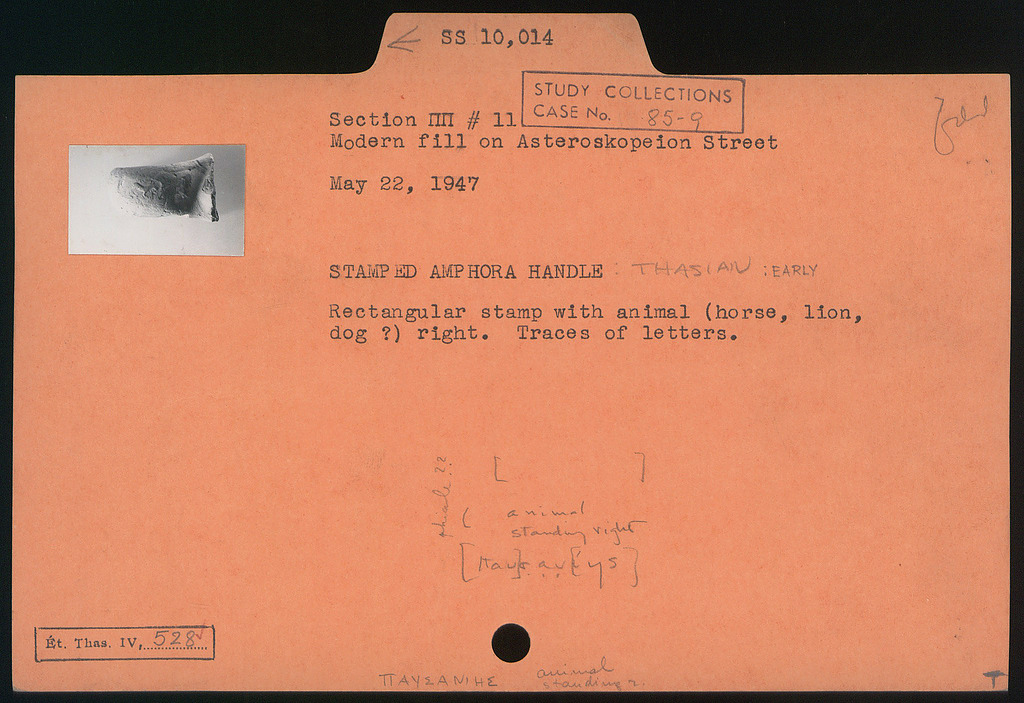 SS 10,014
STUDY COLLECTIONS
CASE No. 85-9
Section ΠΠ # 11
Modern fill on Asteroskopeion Street
May 22, 1947
STAMPED AMPHORA HANDLE : THASIAN : EARLY
Rectangular stamp with animal (horse, lion,
dog ?) right. Traces of letters.
[ ]
animal
standing right
Ét. Thas. IV, 528
ΠΑΥΣΑΝΙΗΣ animal
standing r.
T